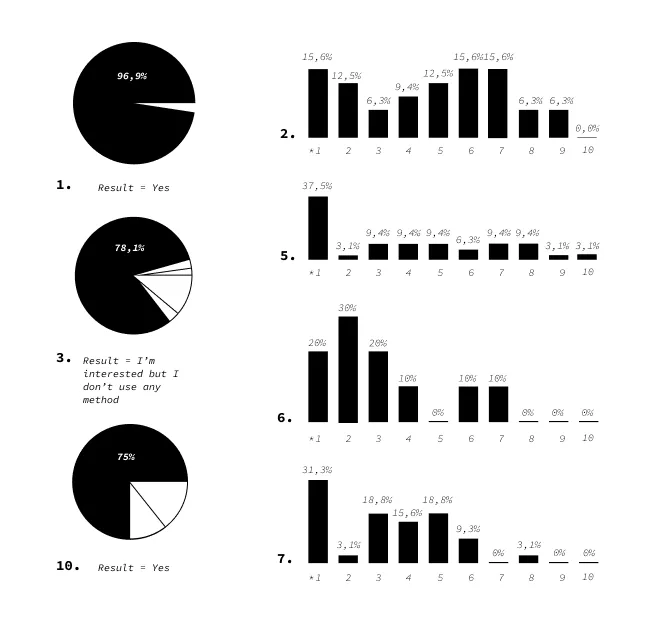 96,9%
1. Result = Yes
78,1%
3. Result = I'm
interested but I
don't use any
method
75%
10. Result = Yes
15,6% 12,5% 6,3% 9,4% 12,5% 15,6% 15,6% 6,3% 6,3% 0,0%
2.
*1 2 3 4 5 6 7 8 9 10
37,5% 3,1% 9,4% 9,4% 9,4% 6,3% 9,4% 9,4% 3,1% 3,1%
5.
*1 2 3 4 5 6 7 8 9 10
20% 30% 20% 10% 0% 10% 10% 0% 0% 0%
6.
*1 2 3 4 5 6 7 8 9 10
31,3% 3,1% 18,8% 15,6% 18,8% 9,3% 0% 3,1% 0% 0%
7.
*1 2 3 4 5 6 7 8 9 10